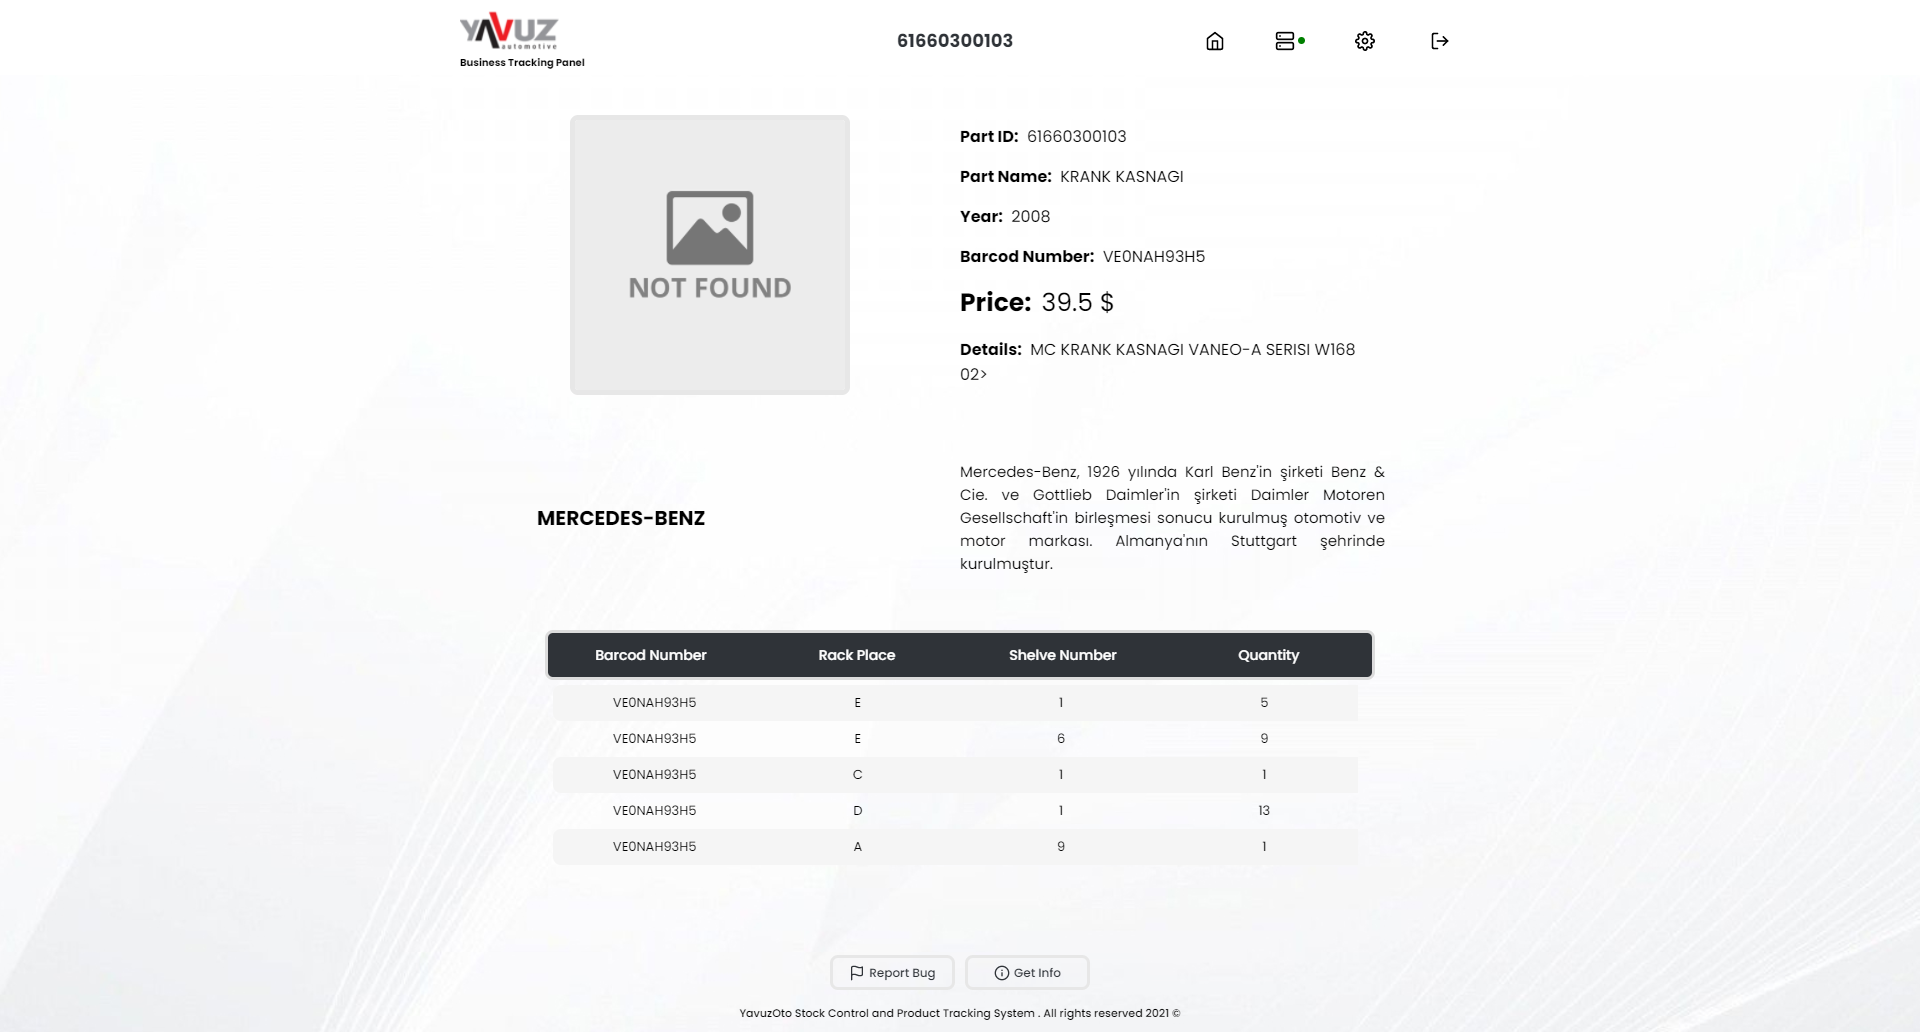 YAVUZ
automotive
Business Tracking Panel
61660300103
NOT FOUND
Part ID: 61660300103
Part Name: KRANK KASNAGI
Year: 2008
Barcod Number: VE0NAH93H5
Price: 39.5 $
Details: MC KRANK KASNAGI VANEO-A SERISI W168
02>
MERCEDES-BENZ
Mercedes-Benz, 1926 yılında Karl Benz'in şirketi Benz &
Cie. ve Gottlieb Daimler'in şirketi Daimler Motoren
Gesellschaft'in birleşmesi sonucu kurulmuş otomotiv ve
motor markası. Almanya'nın Stuttgart şehrinde
kurulmuştur.
Barcod Number Rack Place Shelve Number Quantity
VE0NAH93H5 E 1 5
VE0NAH93H5 E 6 9
VE0NAH93H5 C 1 1
VE0NAH93H5 D 1 13
VE0NAH93H5 A 9 1
Report Bug Get Info
YavuzOto Stock Control and Product Tracking System . All rights reserved 2021 ©